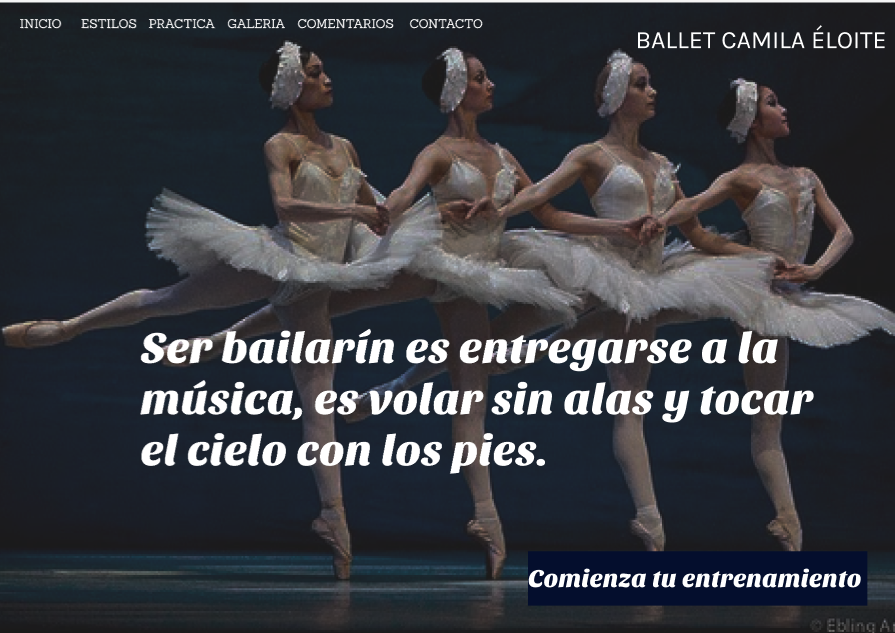 INICIO ESTILOS PRACTICA GALERIA COMENTARIOS CONTACTO
BALLET CAMILA ÉLOITE
Ser bailarín es entregarse a la
música, es volar sin alas y tocar
el cielo con los pies.
Comienza tu entrenamiento
© Ebling